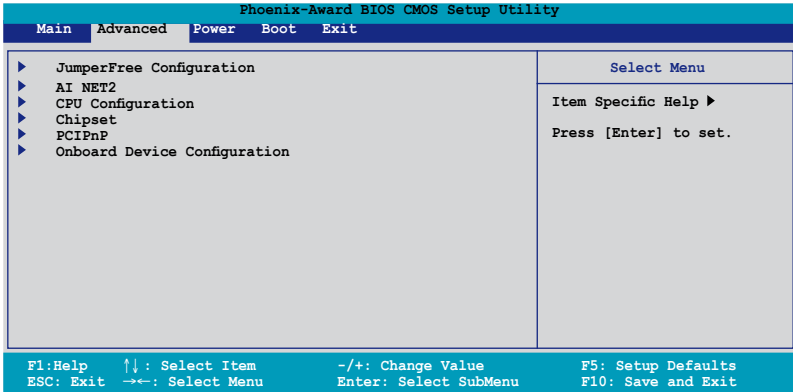 Phoenix-Award BIOS CMOS Setup Utility
Main Advanced Power Boot Exit
JumperFree Configuration
AI NET2
CPU Configuration
Chipset
PCIPnP
Onboard Device Configuration
Select Menu
Item Specific Help ▶
Press [Enter] to set.
F1:Help ↑↓: Select Item -/+: Change Value F5: Setup Defaults
ESC: Exit →←: Select Menu Enter: Select SubMenu F10: Save and Exit